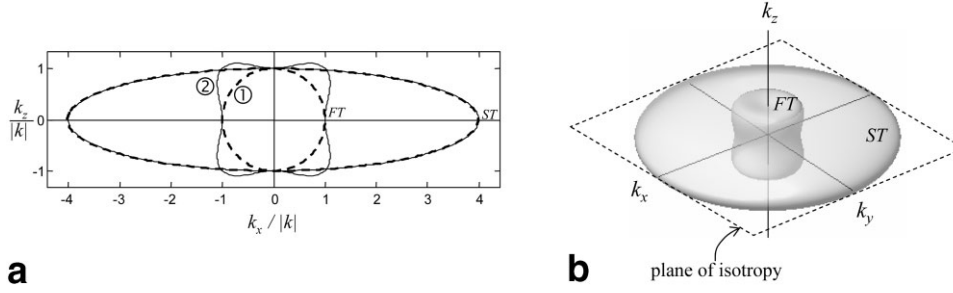 1
0
-1
k_z
|k|
② ①
FT
ST
-4 -3 -2 -1 0 1 2 3 4
k_x / |k|
a
k_z
FT
ST
k_x
k_y
plane of isotropy
b